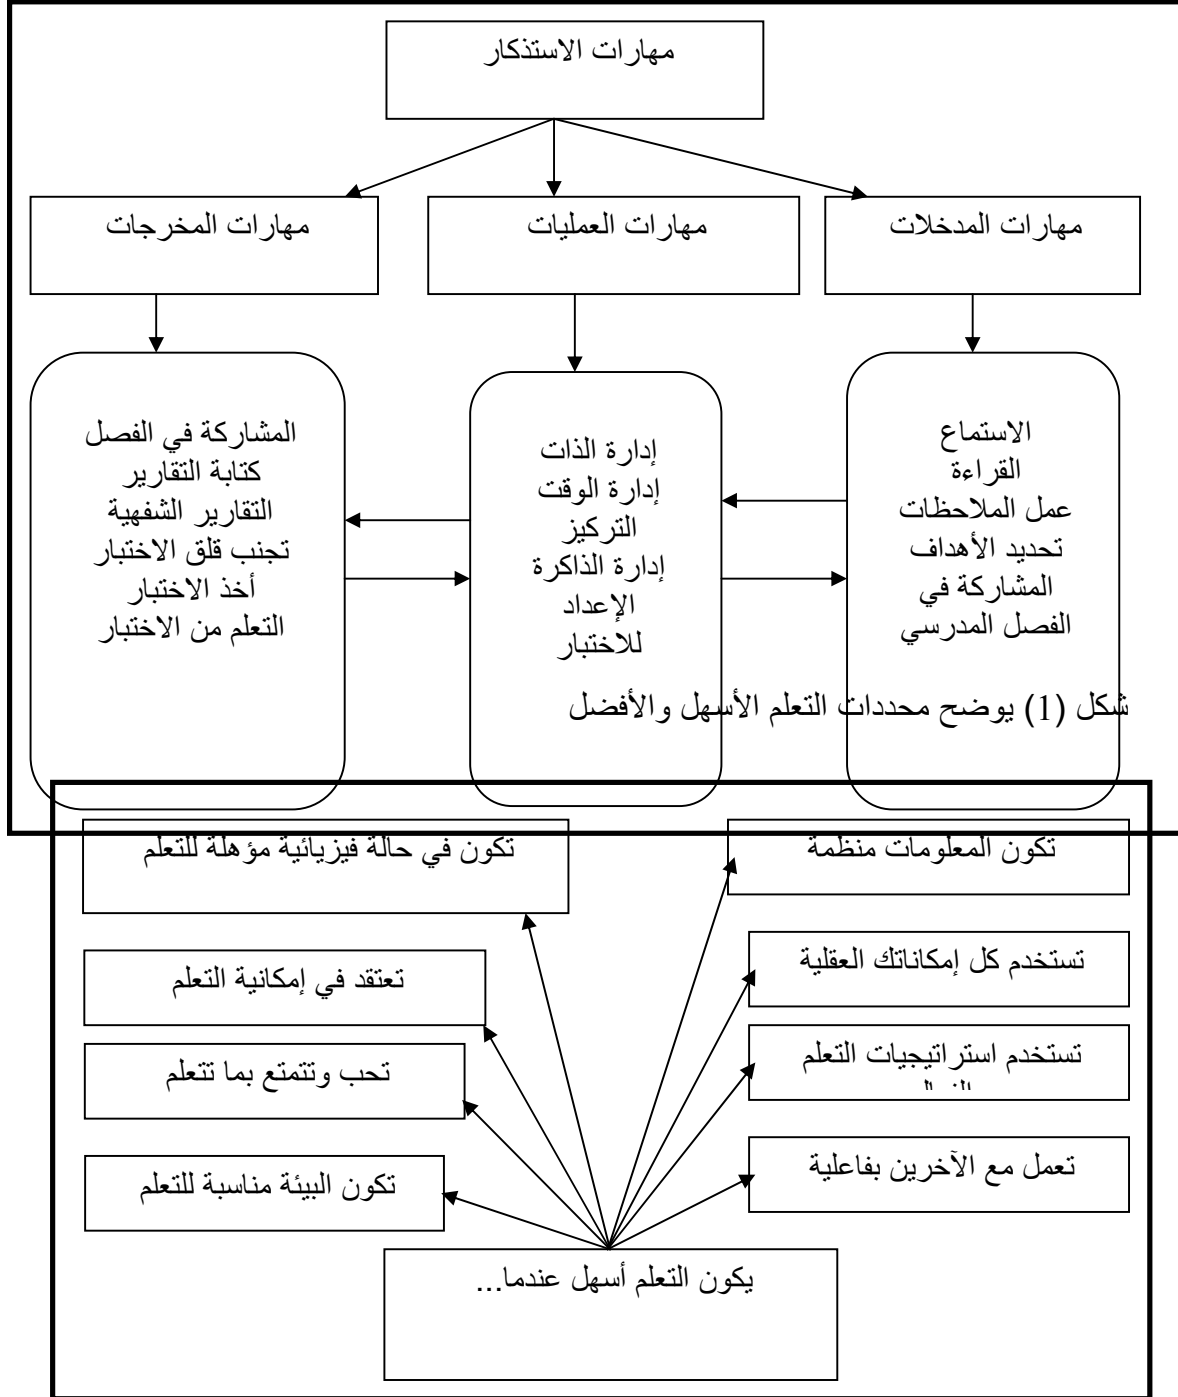 مهارات الاستذكار
مهارات المدخلات
مهارات العمليات
مهارات المخرجات
الاستماع
القراءة
عمل الملاحظات
تحديد الأهداف
المشاركة في
الفصل المدرسي
إدارة الذات
إدارة الوقت
التركيز
إدارة الذاكرة
الإعداد
للاختبار
المشاركة في الفصل
كتابة التقارير
التقارير الشفهية
تجنب قلق الاختبار
أخذ الاختبار
التعلم من الاختبار
شكل (1) يوضح محددات التعلم الأسهل والأفضل
تكون المعلومات منظمة
تكون في حالة فيزيائية مؤهلة للتعلم
تستخدم كل إمكاناتك العقلية
تعتقد في إمكانية التعلم
تستخدم استراتيجيات التعلم
تحب وتتمتع بما تتعلم
تعمل مع الآخرين بفاعلية
تكون البيئة مناسبة للتعلم
يكون التعلم أسهل عندما...